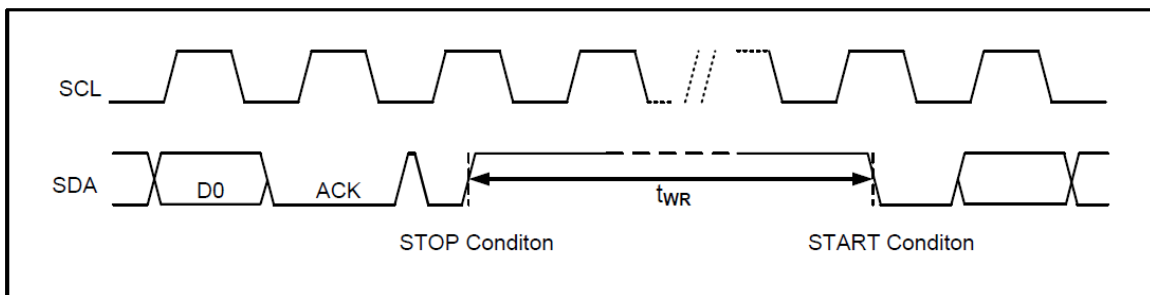 SCL
SDA
D0
ACK
tWR
STOP Conditon
START Conditon